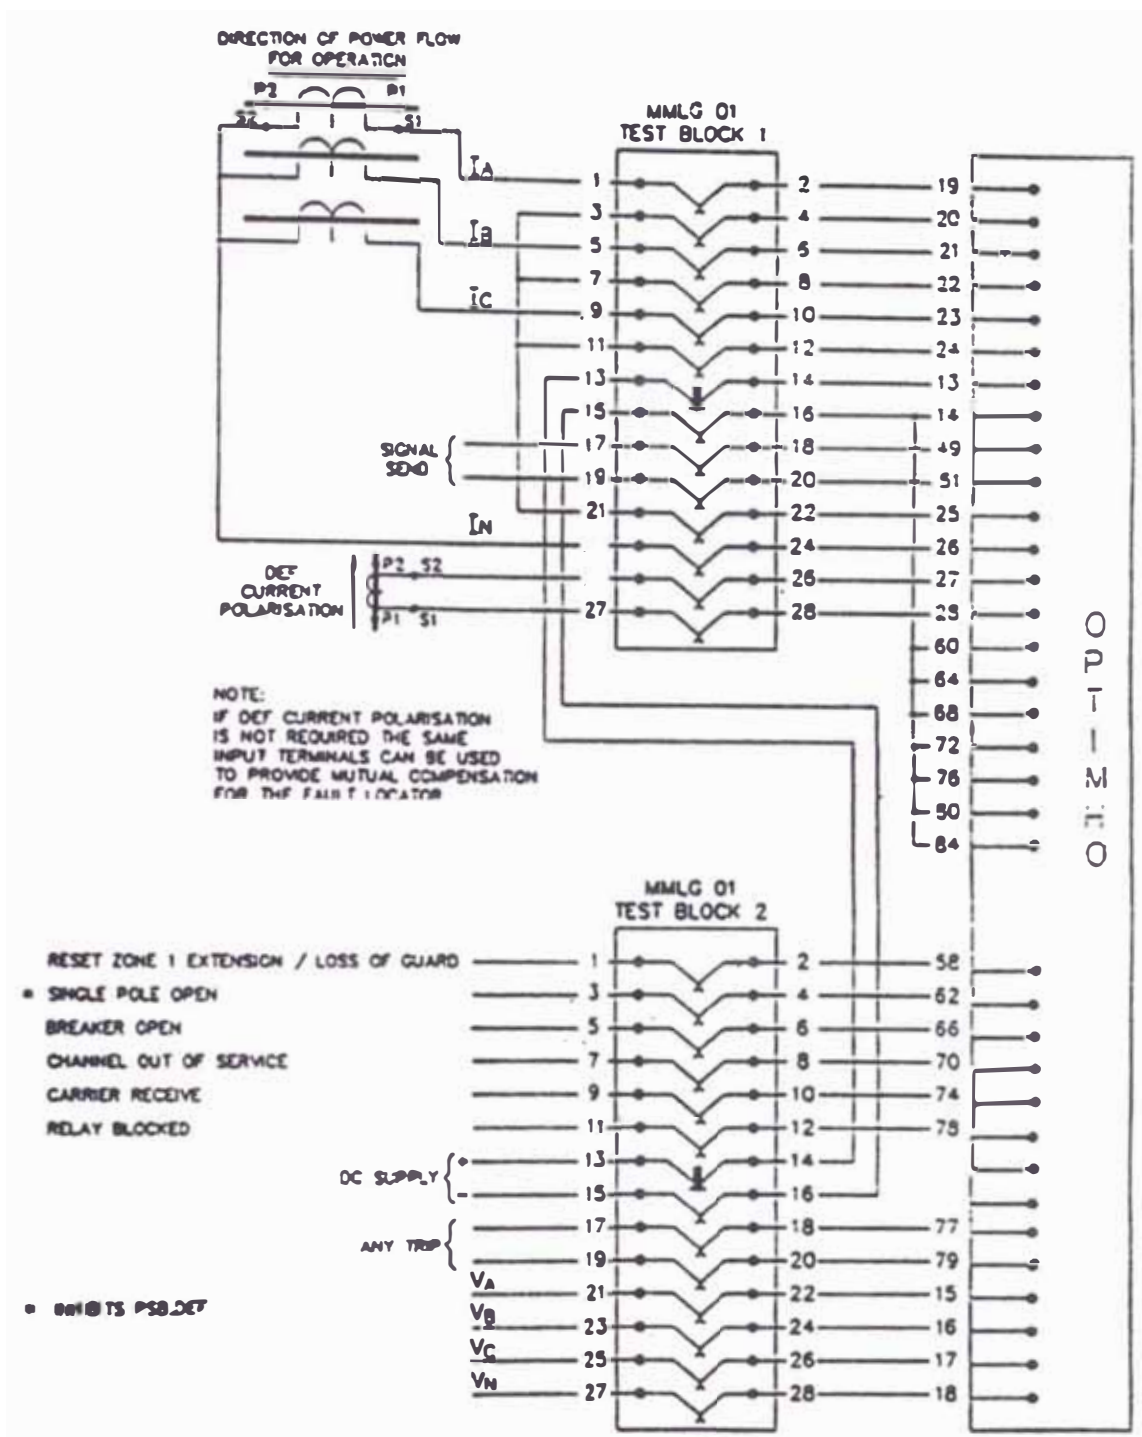 DIRECTION OF POWER FLOW
FOR OPERATION
P2 P1
S2 S1
MMLG 01
TEST BLOCK 1
IA 1 2 19
3 4 20
IB 5 6 21
7 8 22
IC 9 10 23
11 12 24
13 14 13
15 16 14
SIGNAL
SEND
17 18 49
19 20 51
21 22 25
IN 24 26
P2 S2 26 27
DEF
CURRENT
POLARISATION
P1 S1 27 28 28
60
64
68
72
76
84
OPTIMHO
NOTE:
IF DEF CURRENT POLARISATION
IS NOT REQUIRED THE SAME
INPUT TERMINALS CAN BE USED
TO PROVIDE MUTUAL COMPENSATION
FOR THE FAULT LOCATOR
MMLG 01
TEST BLOCK 2
RESET ZONE 1 EXTENSION / LOSS OF GUARD 1 2 58
* SINGLE POLE OPEN 3 4 62
BREAKER OPEN 5 6 66
CHANNEL OUT OF SERVICE 7 8 70
CARRIER RECEIVE 9 10 74
RELAY BLOCKED 11 12 78
DC SUPPLY
+ 13 14
- 15 16
ANY TRIP
17 18 77
19 20 79
VA 21 22 15
VB 23 24 16
VC 25 26 17
VN 27 28 18
* INHIBITS PSB,DEF